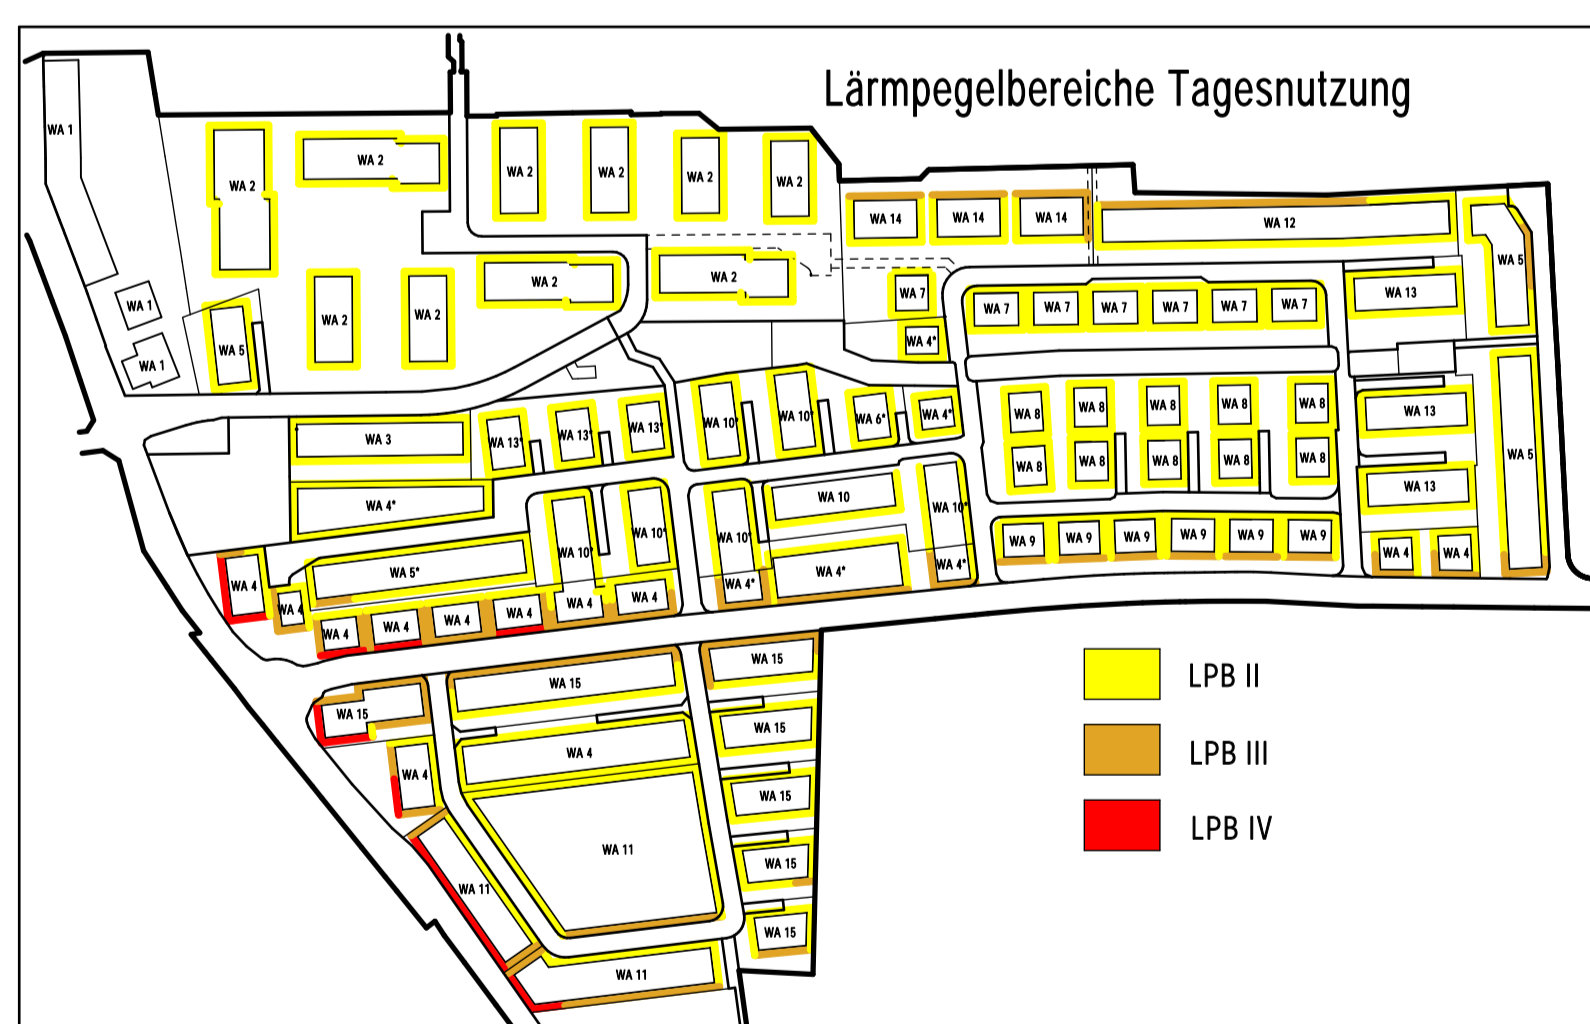 Lärmpegelbereiche Tagesnutzung
WA 1
WA 2
WA 2
WA 2
WA 2
WA 2
WA 2
WA 14
WA 14
WA 14
WA 12
WA 5
WA 1
WA 1
WA 5
WA 2
WA 2
WA 2
WA 2
WA 7
WA 4*
WA 7
WA 7
WA 7
WA 7
WA 7
WA 7
WA 13
WA 3
WA 13*
WA 13*
WA 13*
WA 10*
WA 10*
WA 6*
WA 4*
WA 8
WA 8
WA 8
WA 8
WA 8
WA 13
WA 5
WA 8
WA 8
WA 8
WA 8
WA 8
WA 13
WA 4*
WA 10*
WA 10*
WA 10*
WA 10
WA 10*
WA 9
WA 9
WA 9
WA 9
WA 9
WA 9
WA 4
WA 4
WA 4
WA 5*
WA 4*
WA 4*
WA 4*
WA 4
WA 4
WA 4
WA 4
WA 4
WA 4
WA 4
WA 15
WA 15
WA 15
WA 15
WA 4
WA 4
WA 15
WA 11
WA 11
WA 15
WA 15
WA 11
LPB II
LPB III
LPB IV